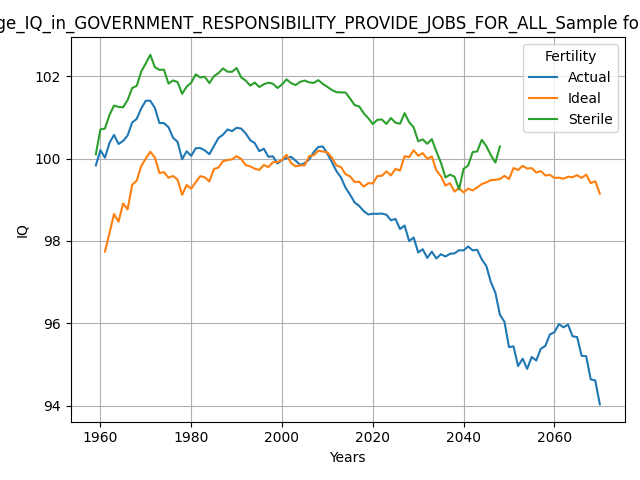 ge_IQ_in_GOVERNMENT_RESPONSIBILITY_PROVIDE_JOBS_FOR_ALL_Sample fo
Fertility
Actual
Ideal
Sterile
102
100
98
96
94
IQ
1960
1980
2000
2020
2040
2060
Years